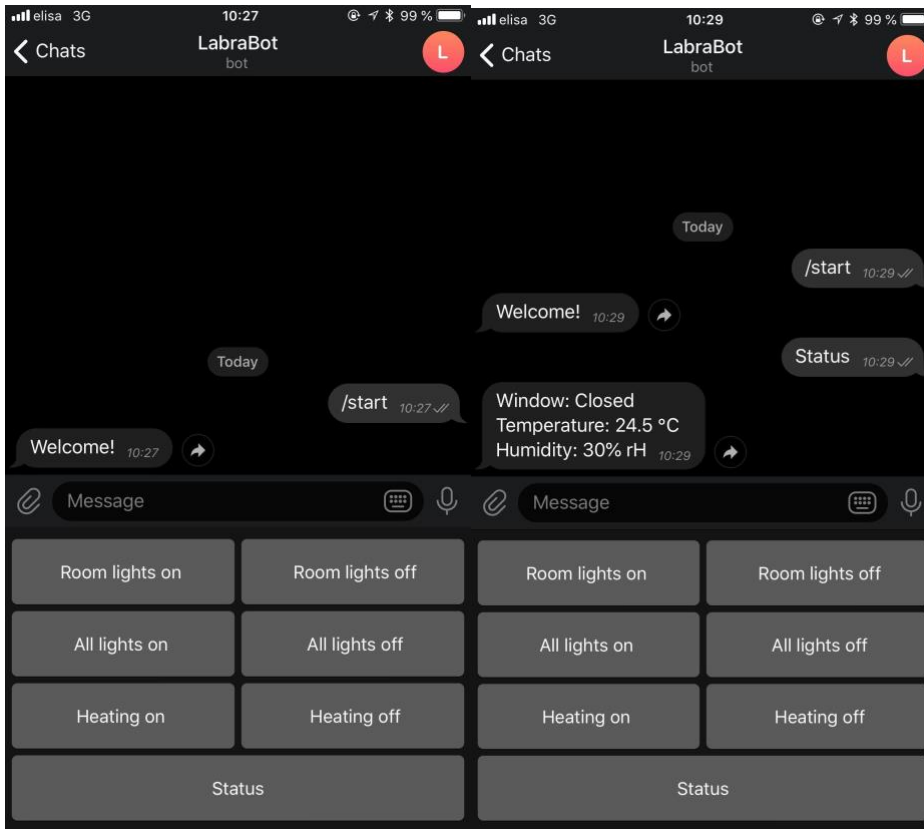 elisa 3G 10:27 99 %
Chats LabraBot L
bot
Today
/start 10:27
Welcome! 10:27
Message
Room lights on Room lights off
All lights on All lights off
Heating on Heating off
Status
elisa 3G 10:29 99 %
Chats LabraBot L
bot
Today
/start 10:29
Welcome! 10:29
Status 10:29
Window: Closed
Temperature: 24.5 °C
Humidity: 30% rH 10:29
Message
Room lights on Room lights off
All lights on All lights off
Heating on Heating off
Status